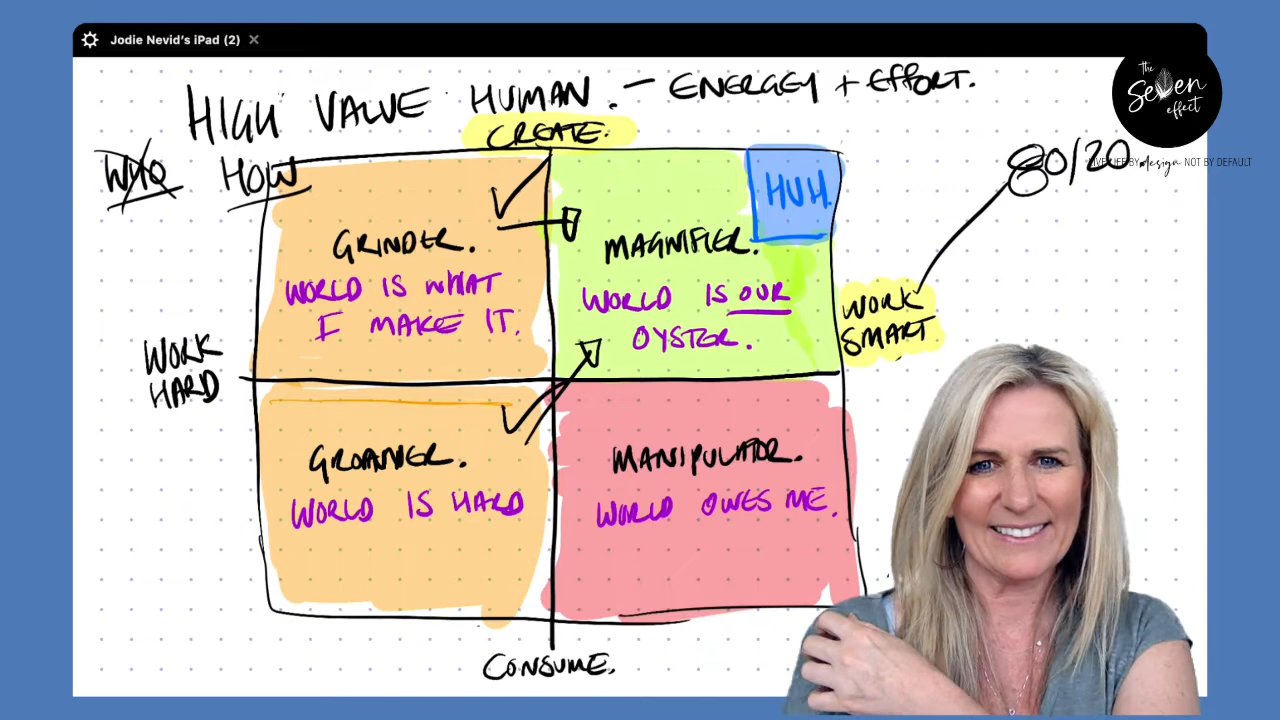 Jodie Nevid's iPad (2)
HIGH VALUE HUMAN. – ENERGEY + EFFORT.
the
Seven
effect
CREATE.
WHO HOW
80/20
LIVE LIFE BY design NOT BY DEFAULT
HUH.
GRINDER.
MAGNIFIER.
WORLD IS WHAT
I MAKE IT.
WORLD IS OUR
OYSTER.
WORK
SMART
WORK
HARD
GROANER.
MANIPULATOR.
WORLD IS HARD
WORLD OWES ME.
CONSUME.